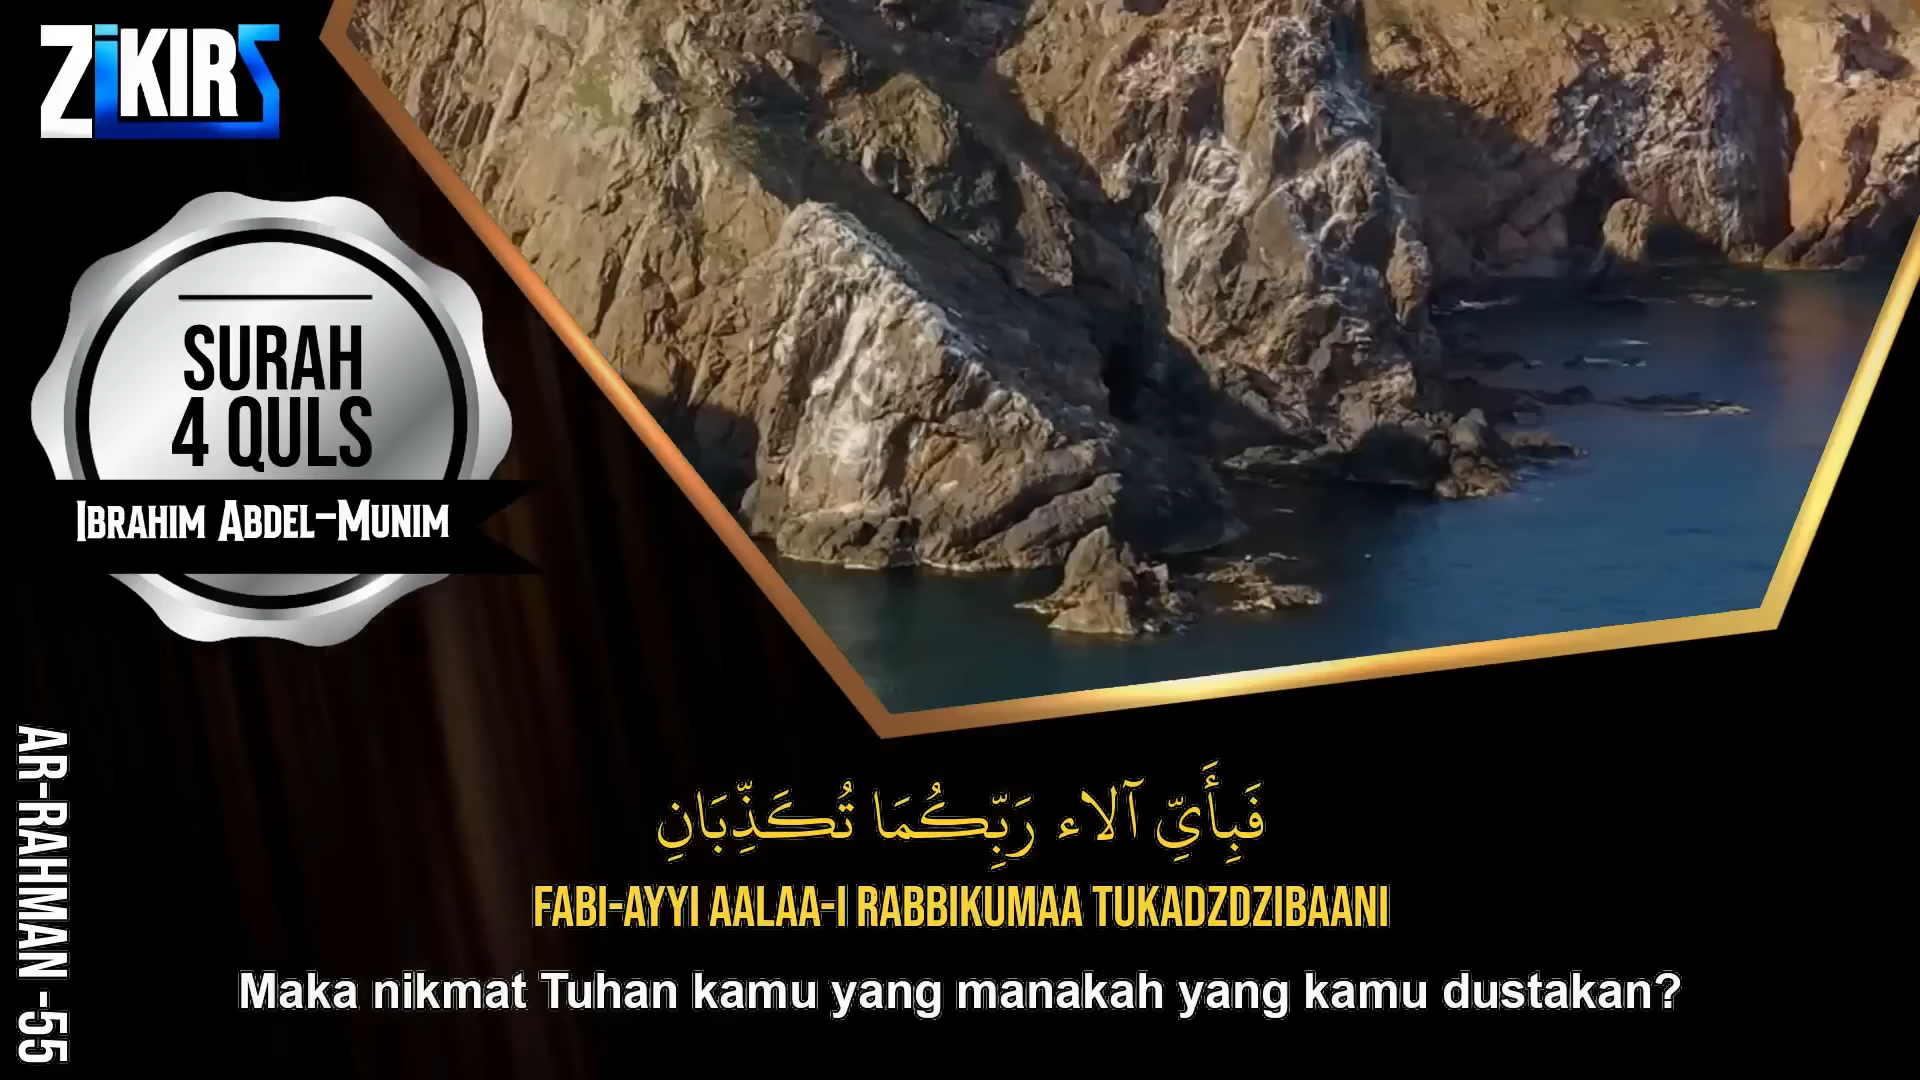 ZIKIRS
SURAH
4 QULS
IBRAHIM ABDEL-MUNIM
AR-RAHMAN -55
فَبِأَيِّ آلاء رَبِّكُمَا تُكَذِّبَانِ
FABI-AYYI AALAA-I RABBIKUMAA TUKADZDZIBAANI
Maka nikmat Tuhan kamu yang manakah yang kamu dustakan?